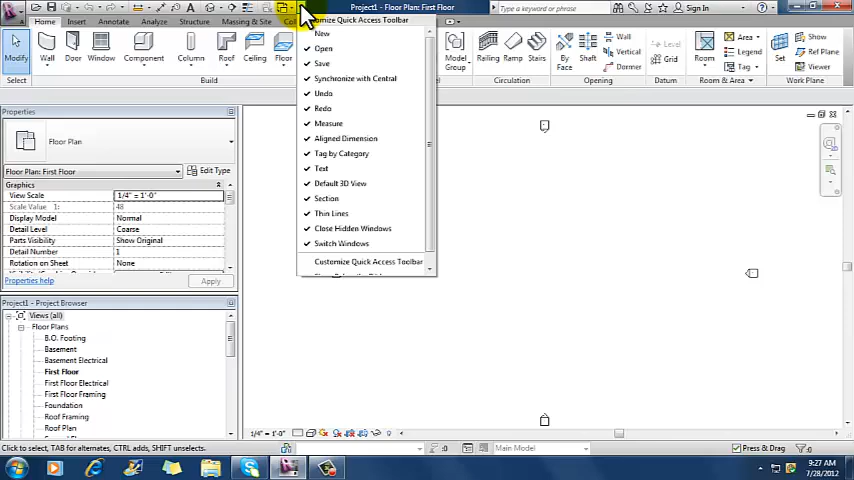 Project1 - Floor Plan: First Floor
Type a keyword or phrase
Sign In
Home Insert Annotate Structure Massing & Site
Modify Wall Door Window Component Column Roof Ceiling Floor
Model Group
Railing Ramp Stairs
By Face Shaft Wall Vertical Dormer
Level Grid
Room Area Legend Tag
Set Show Ref Plane Viewer
Select Build Circulation Opening Datum Room & Area Work Plane
omize Quick Access Toolbar
New
Open
Save
Synchronize with Central
Undo
Redo
Measure
Aligned Dimension
Tag by Category
Text
Default 3D View
Section
Thin Lines
Close Hidden Windows
Switch Windows
Customize Quick Access Toolbar
Properties
Floor Plan
Floor Plan: First Floor Edit Type
Graphics
View Scale 1/4" = 1'-0"
Scale Value 1: 48
Display Model Normal
Detail Level Coarse
Parts Visibility Show Original
Detail Number 1
Rotation on Sheet None
Properties help Apply
Project1 - Project Browser
Views (all)
Floor Plans
B.O. Footing
Basement
Basement Electrical
First Floor
First Floor Electrical
First Floor Framing
Foundation
Roof Framing
Roof Plan
1/4" = 1'-0"
Click to select, TAB for alternates, CTRL adds, SHIFT unselects.
:0 Main Model Press & Drag :0
9:27 AM
7/28/2012